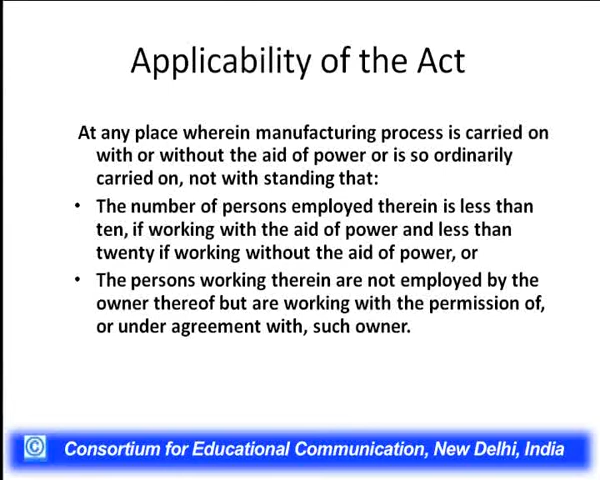 Applicability of the Act
At any place wherein manufacturing process is carried on
with or without the aid of power or is so ordinarily
carried on, not with standing that:
• The number of persons employed therein is less than
ten, if working with the aid of power and less than
twenty if working without the aid of power, or
• The persons working therein are not employed by the
owner thereof but are working with the permission of,
or under agreement with, such owner.
© Consortium for Educational Communication, New Delhi, India